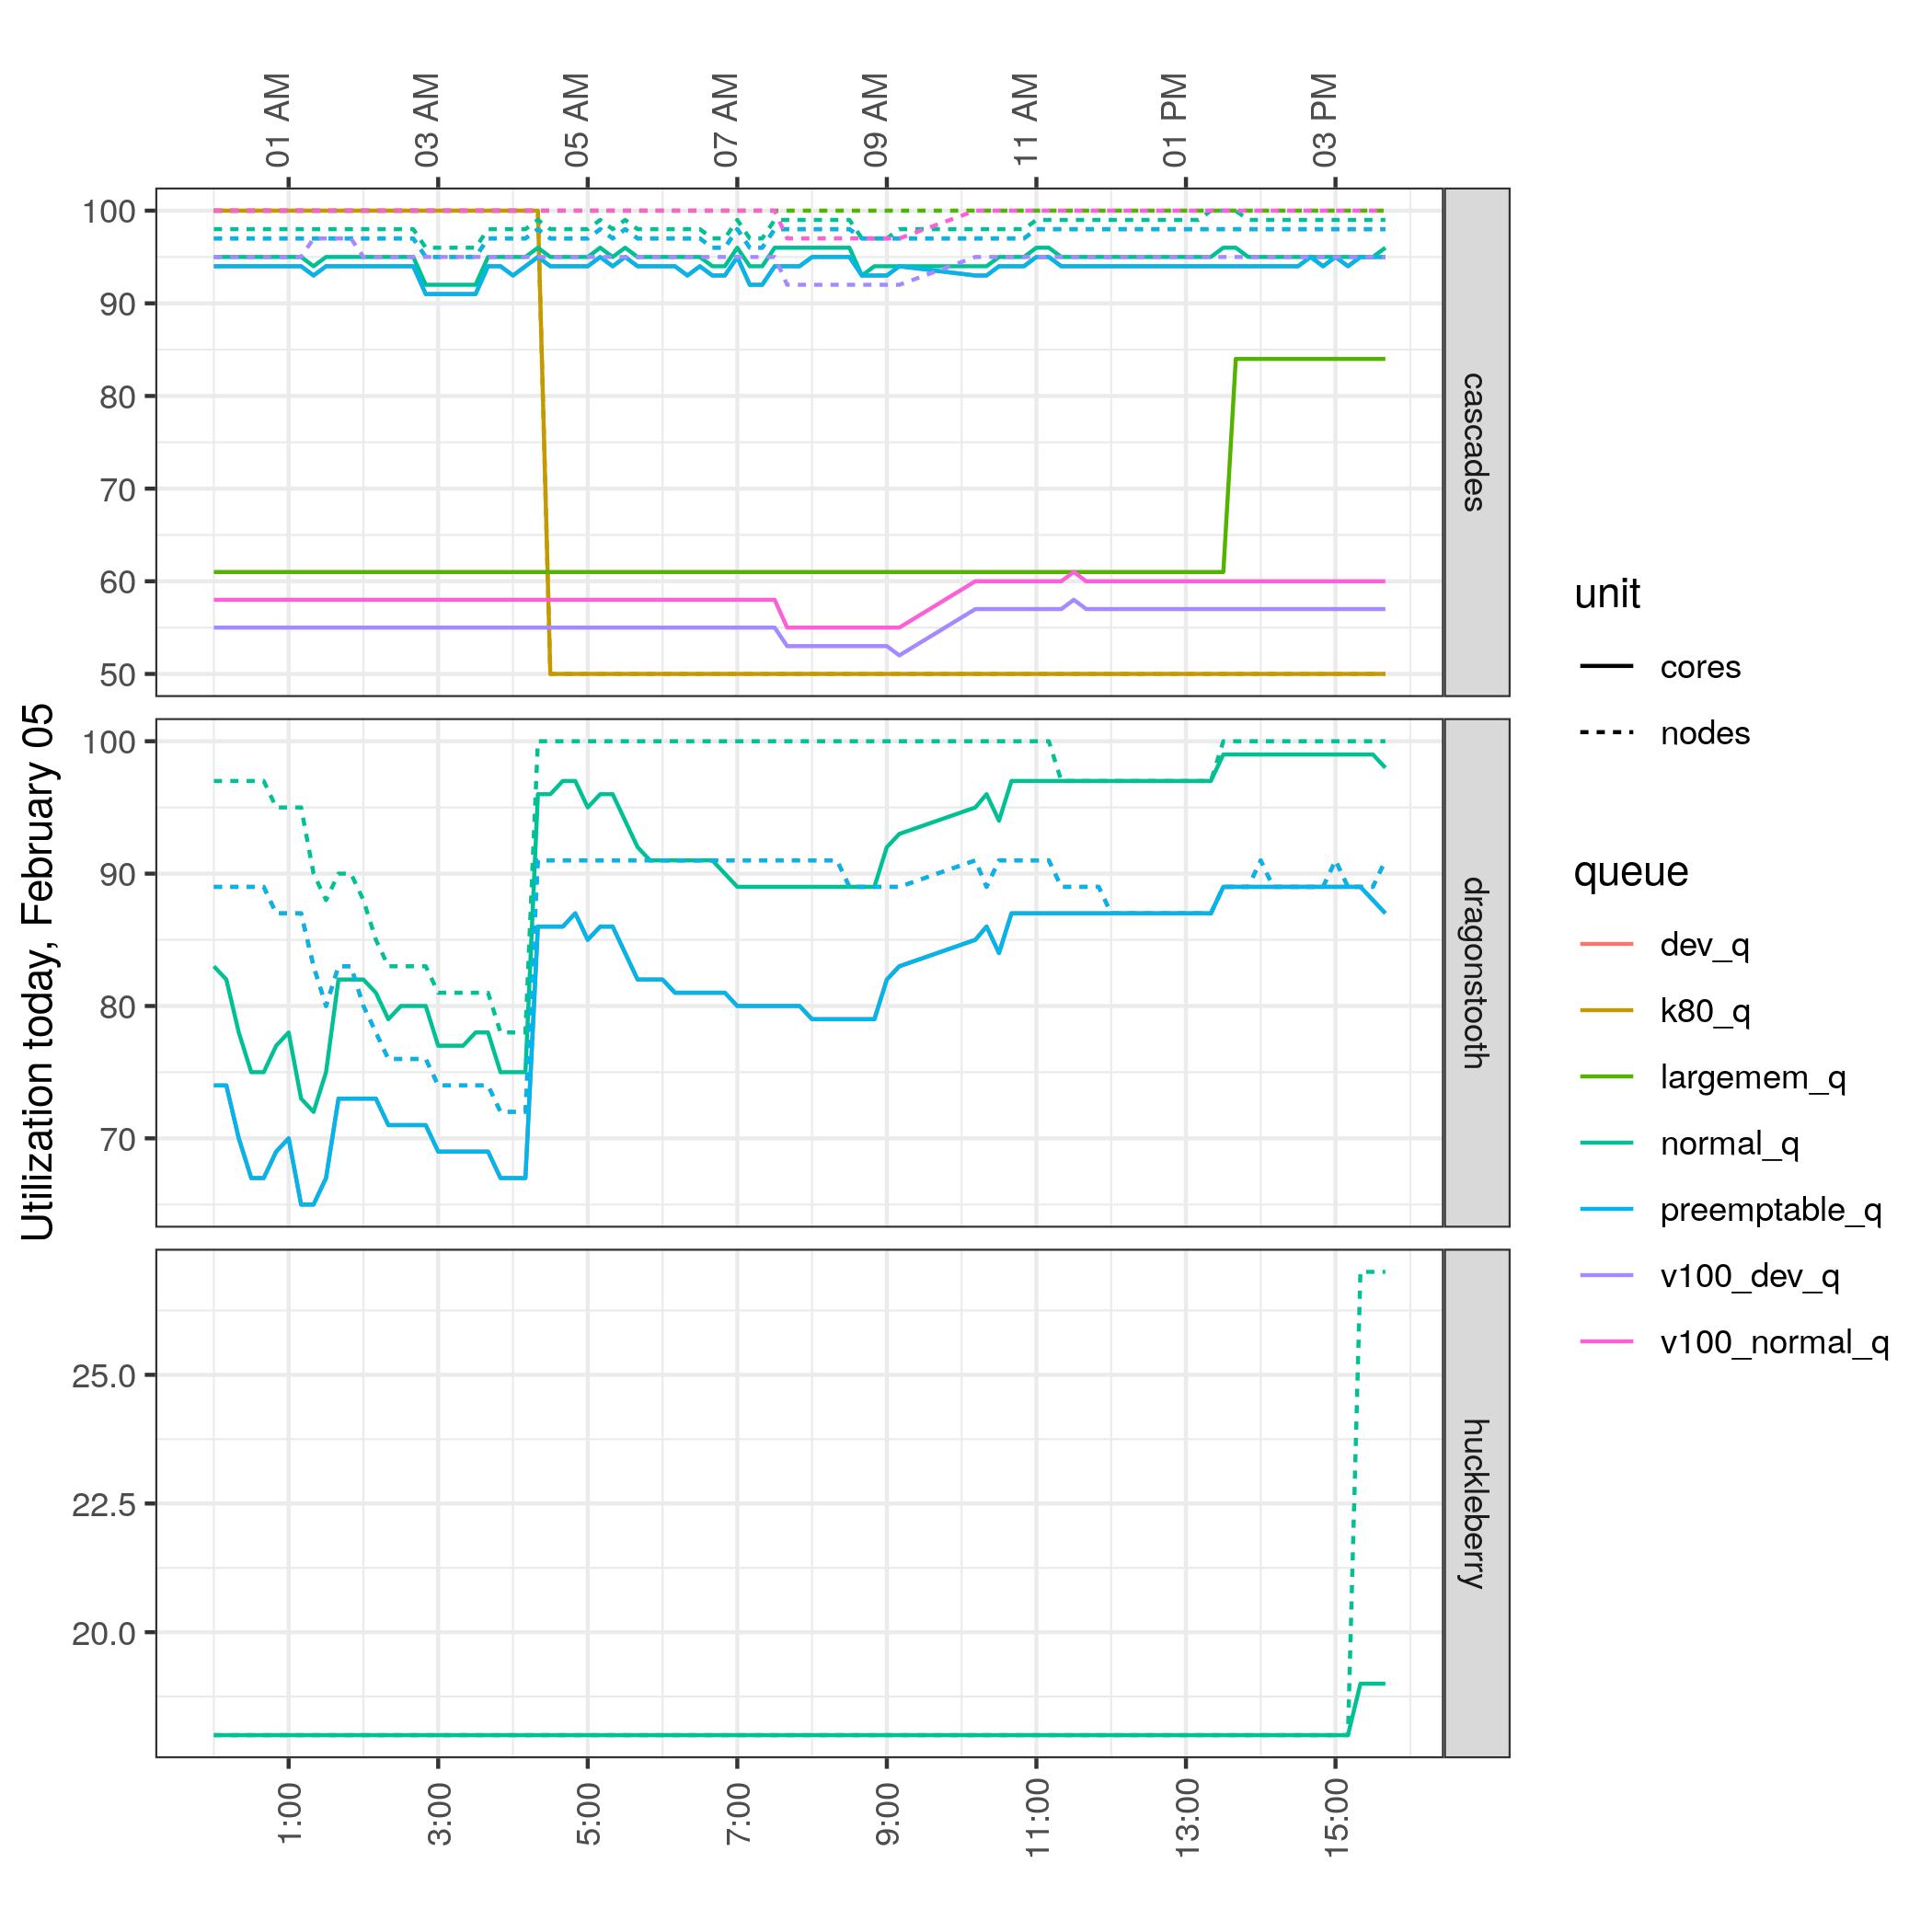 01 AM
03 AM
05 AM
07 AM
09 AM
11 AM
01 PM
03 PM
Utilization today, February 05
100
90
80
70
60
50
cascades
100
90
80
70
dragonstooth
25.0
22.5
20.0
huckleberry
1:00
3:00
5:00
7:00
9:00
11:00
13:00
15:00
unit
cores
nodes
queue
dev_q
k80_q
largemem_q
normal_q
preemptable_q
v100_dev_q
v100_normal_q